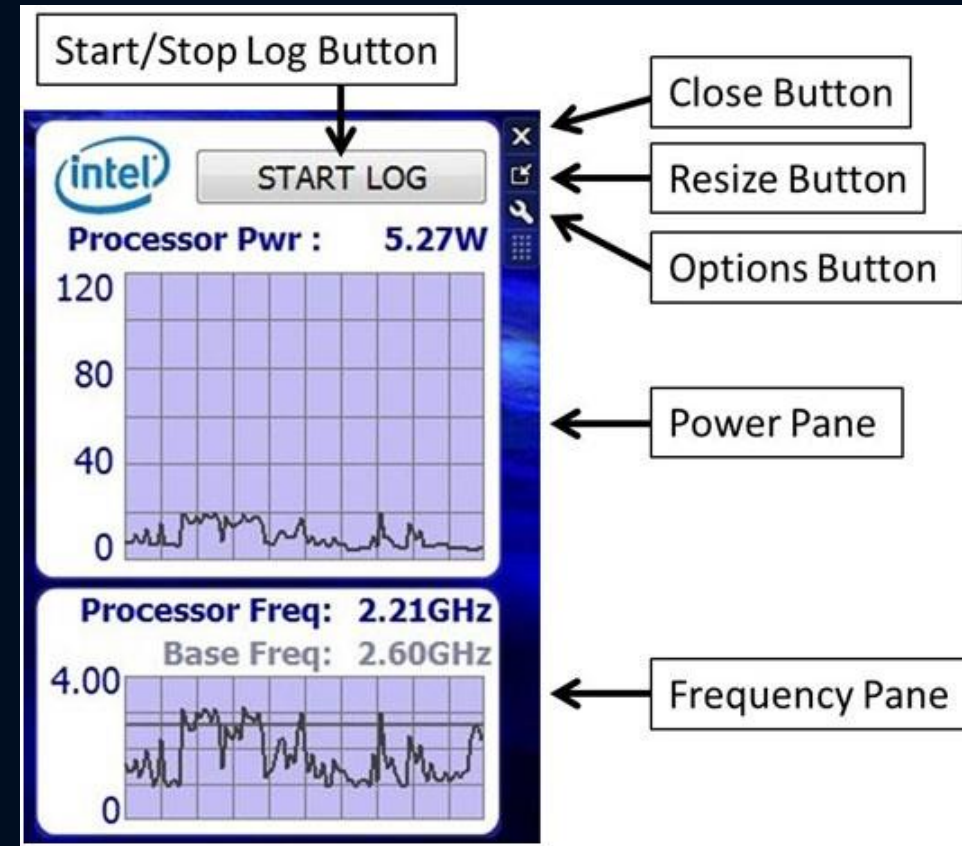 Start/Stop Log Button
Close Button
intel
START LOG
Resize Button
Processor Pwr : 5.27W
Options Button
120
80
Power Pane
40
0
Processor Freq: 2.21GHz
Base Freq: 2.60GHz
4.00
Frequency Pane
0